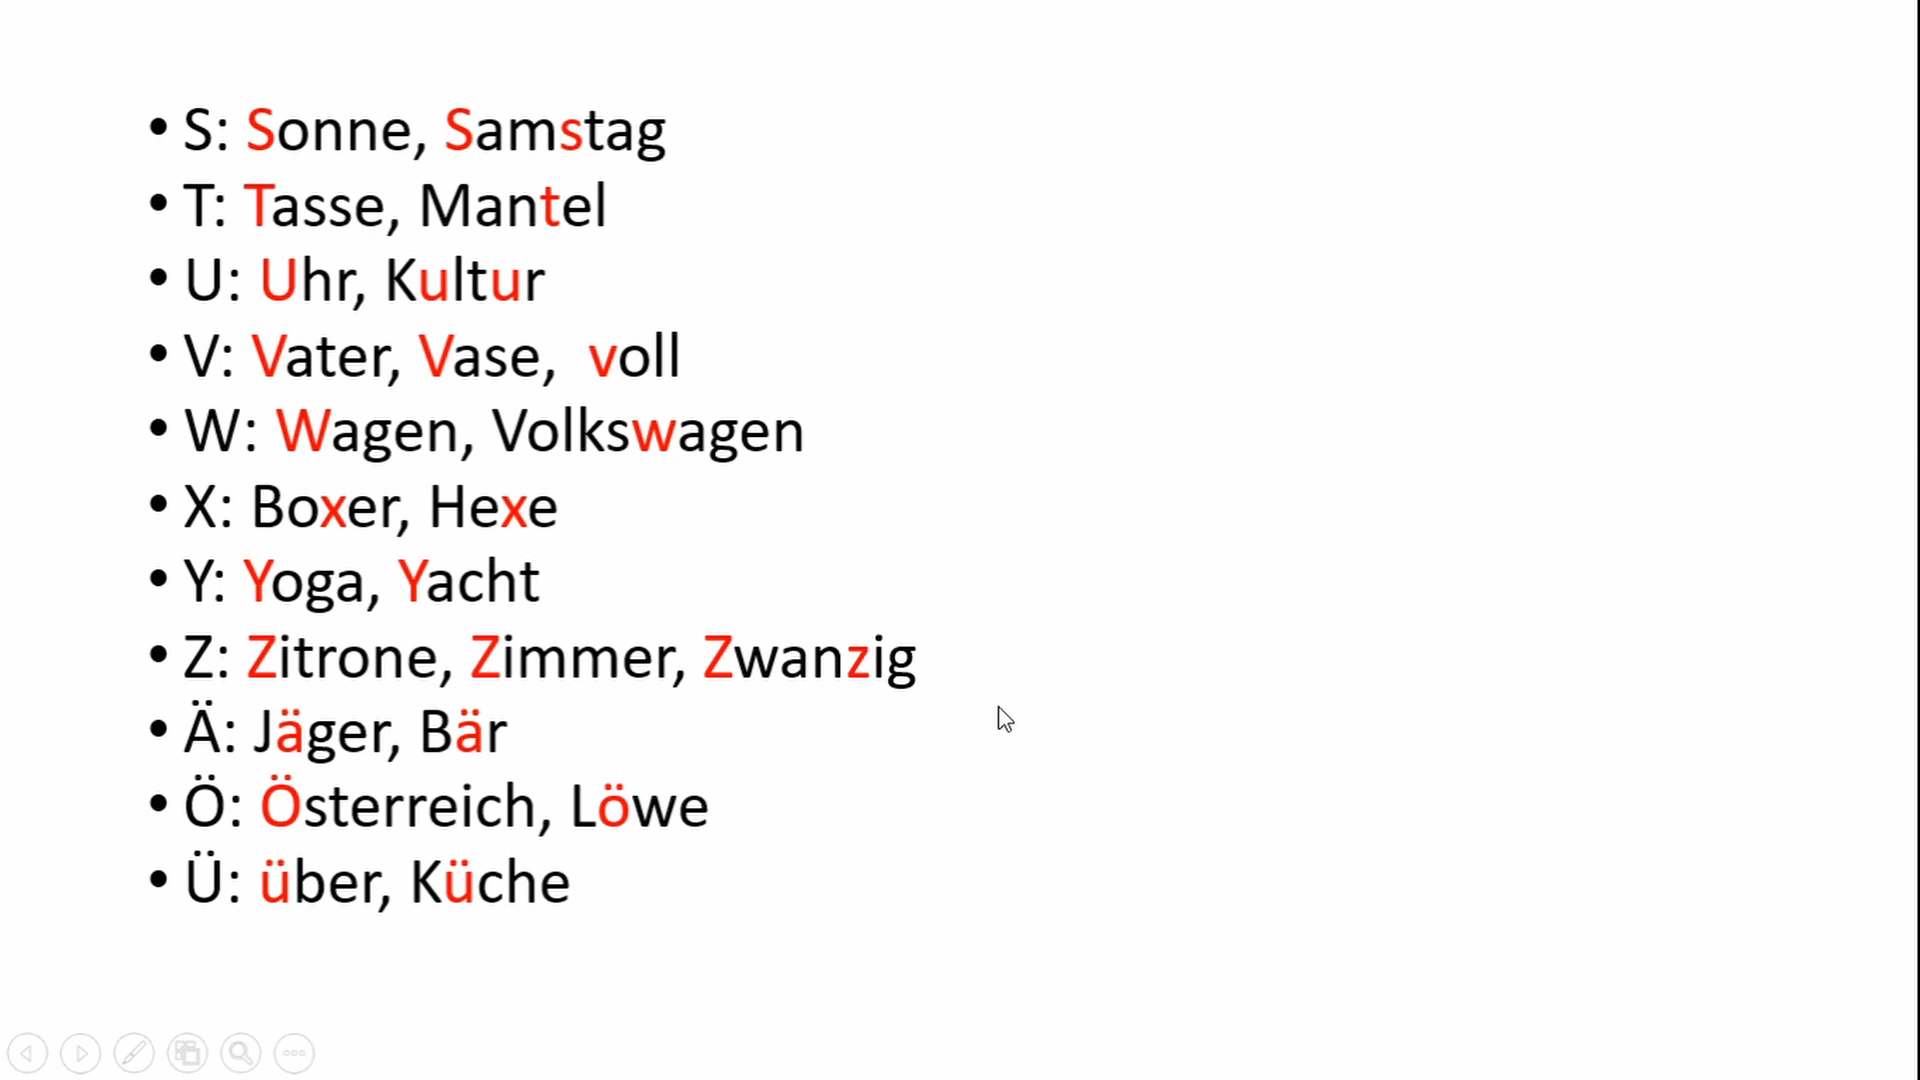 • S: Sonne, Samstag
• T: Tasse, Mantel
• U: Uhr, Kultur
• V: Vater, Vase,  voll
• W: Wagen, Volkswagen
• X: Boxer, Hexe
• Y: Yoga, Yacht
• Z: Zitrone, Zimmer, Zwanzig
• Ä: Jäger, Bär
• Ö: Österreich, Löwe
• Ü: über, Küche